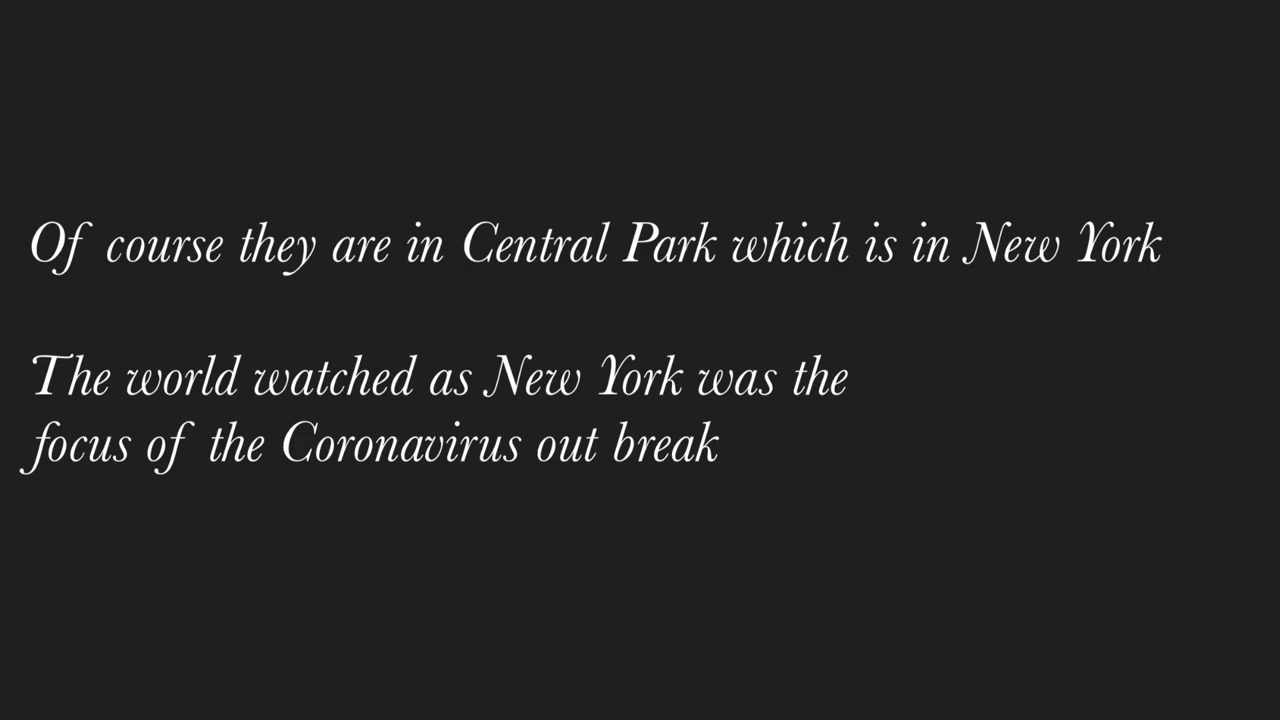 Of course they are in Central Park which is in New York
The world watched as New York was the
focus of the Coronavirus out break